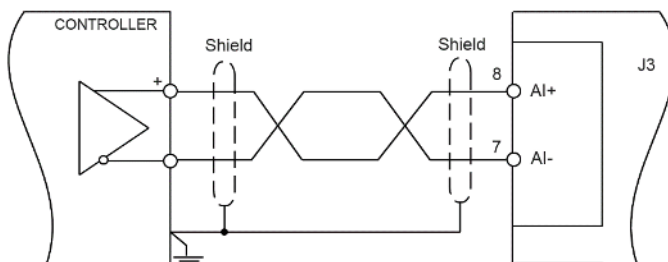 CONTROLLER
Shield
Shield
J3
+
8
AI+
7
AI-